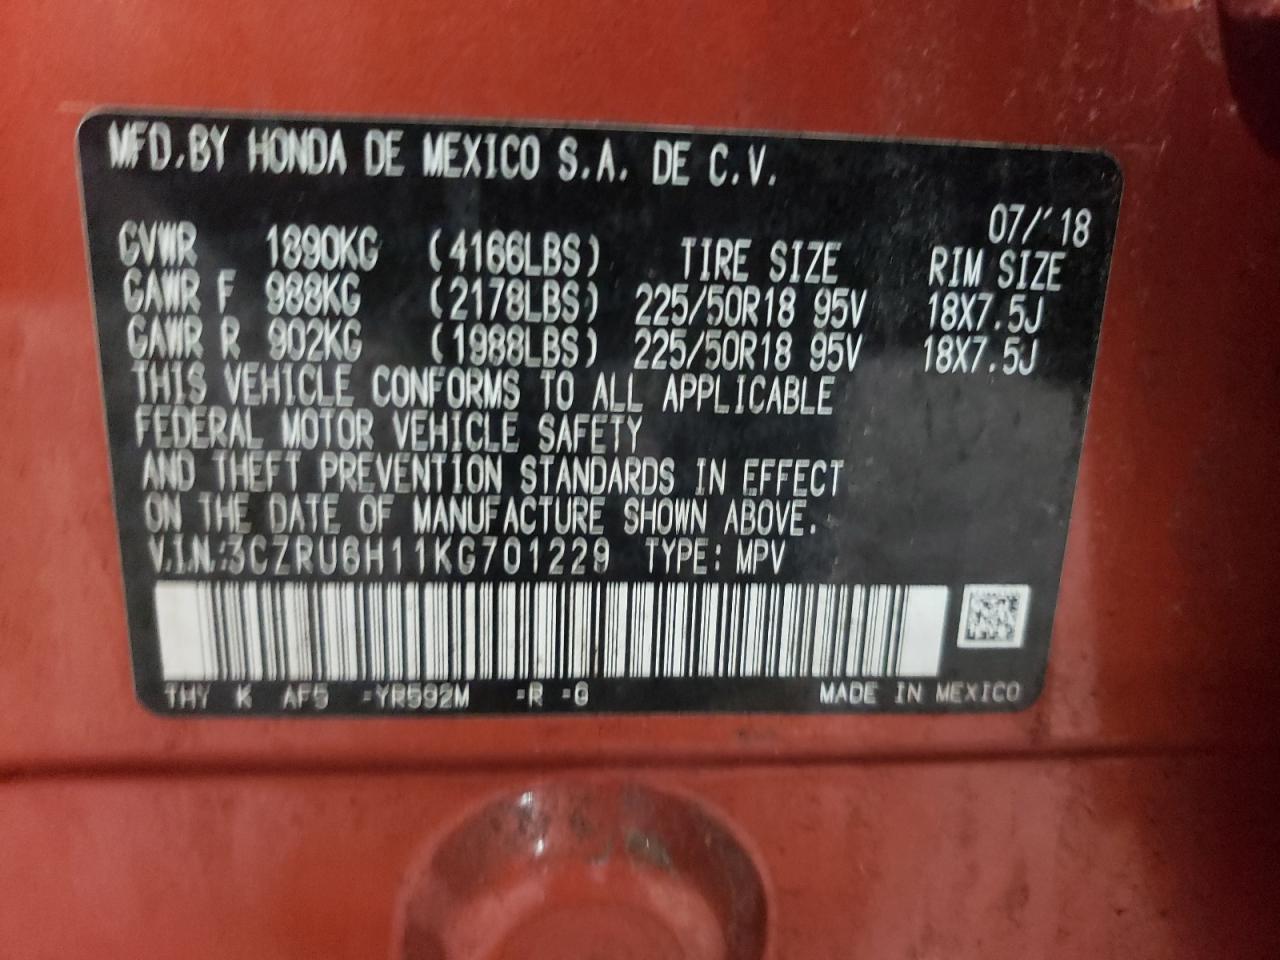 MFD.BY HONDA DE MEXICO S.A. DE C.V.
07/'18
GVWR 1890KG (4166LBS) TIRE SIZE RIM SIZE
GAWR F 988KG (2178LBS) 225/50R18 95V 18X7.5J
GAWR R 902KG (1988LBS) 225/50R18 95V 18X7.5J
THIS VEHICLE CONFORMS TO ALL APPLICABLE
FEDERAL MOTOR VEHICLE SAFETY
AND THEFT PREVENTION STANDARDS IN EFFECT
ON THE DATE OF MANUFACTURE SHOWN ABOVE.
V.I.N.:3CZRU6H11KG701229 TYPE: MPV
THY K AF5 =YR592M =R =G MADE IN MEXICO